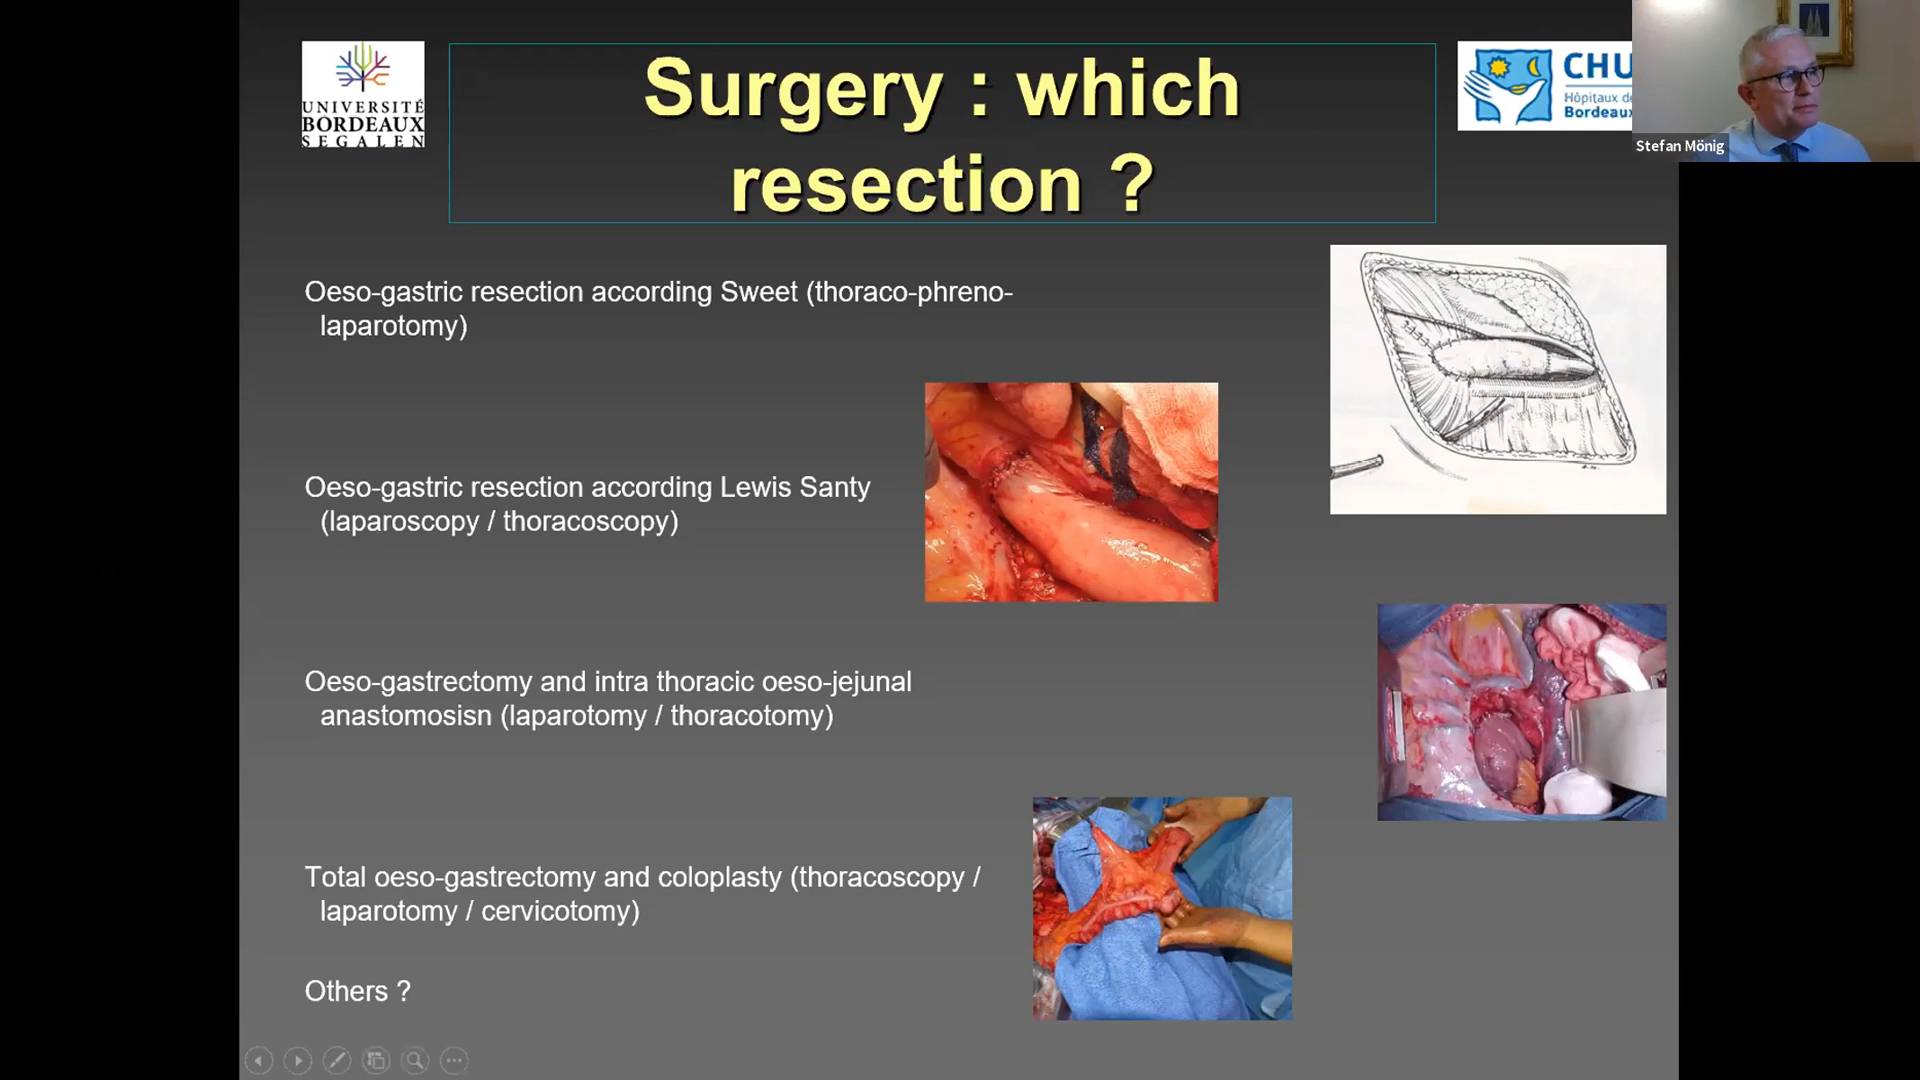 UNIVERSITÉ
BORDEAUX
SEGALEN
Surgery : which
resection ?
CHU
Hôpitaux de
Bordeaux
Stefan Mönig
Oeso-gastric resection according Sweet (thoraco-phreno-
laparotomy)
Oeso-gastric resection according Lewis Santy
(laparoscopy / thoracoscopy)
Oeso-gastrectomy and intra thoracic oeso-jejunal
anastomosisn (laparotomy / thoracotomy)
Total oeso-gastrectomy and coloplasty (thoracoscopy /
laparotomy / cervicotomy)
Others ?